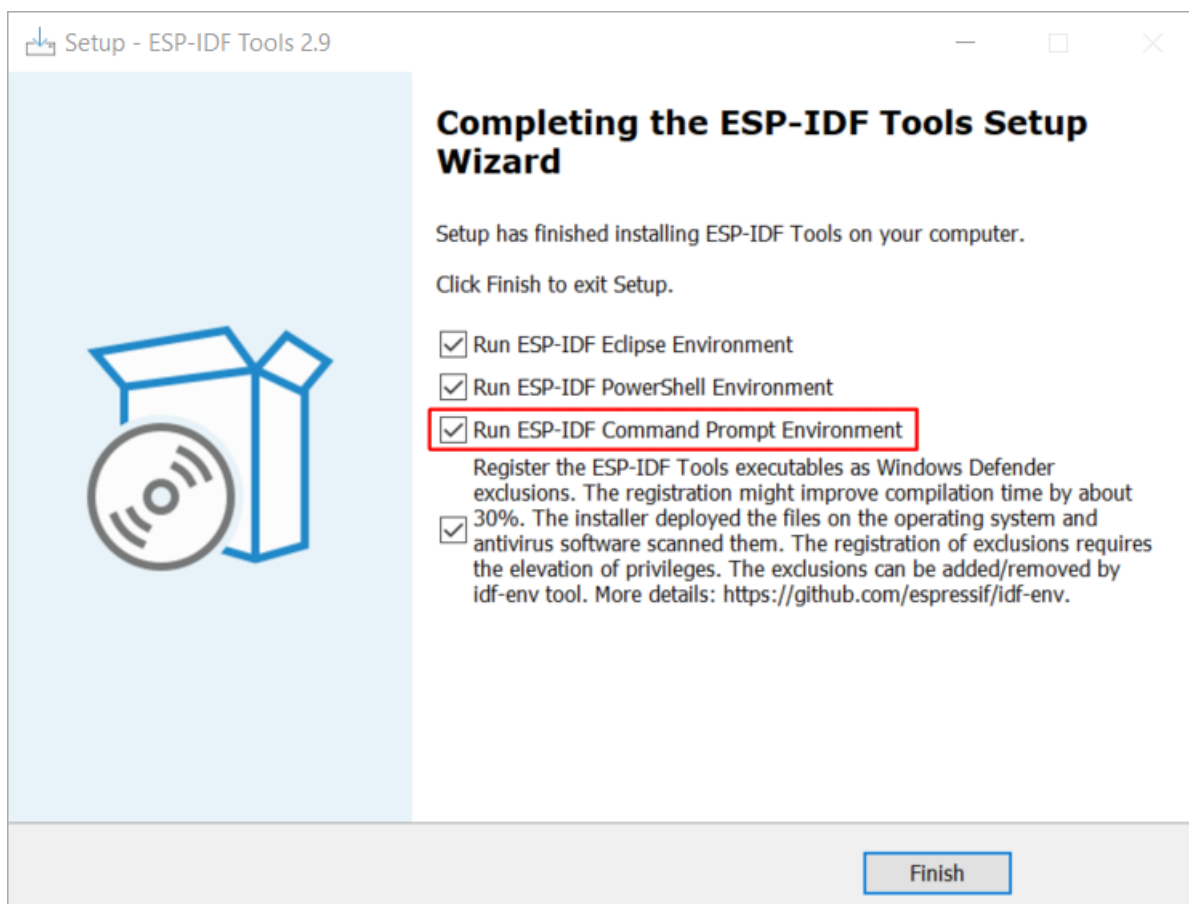 Setup - ESP-IDF Tools 2.9
Completing the ESP-IDF Tools Setup
Wizard
Setup has finished installing ESP-IDF Tools on your computer.
Click Finish to exit Setup.
Run ESP-IDF Eclipse Environment
Run ESP-IDF PowerShell Environment
Run ESP-IDF Command Prompt Environment
Register the ESP-IDF Tools executables as Windows Defender
exclusions. The registration might improve compilation time by about
30%. The installer deployed the files on the operating system and
antivirus software scanned them. The registration of exclusions requires
the elevation of privileges. The exclusions can be added/removed by
idf-env tool. More details: https://github.com/espressif/idf-env.
Finish